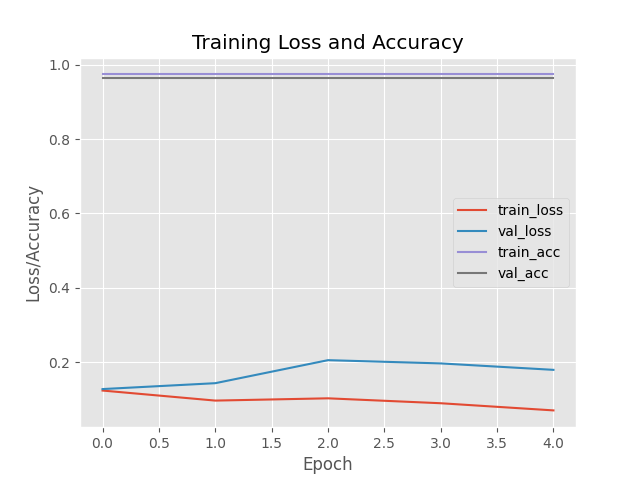 Training Loss and Accuracy
1.0
0.8
0.6
0.4
0.2
Loss/Accuracy
train_loss
val_loss
train_acc
val_acc
0.0 0.5 1.0 1.5 2.0 2.5 3.0 3.5 4.0
Epoch